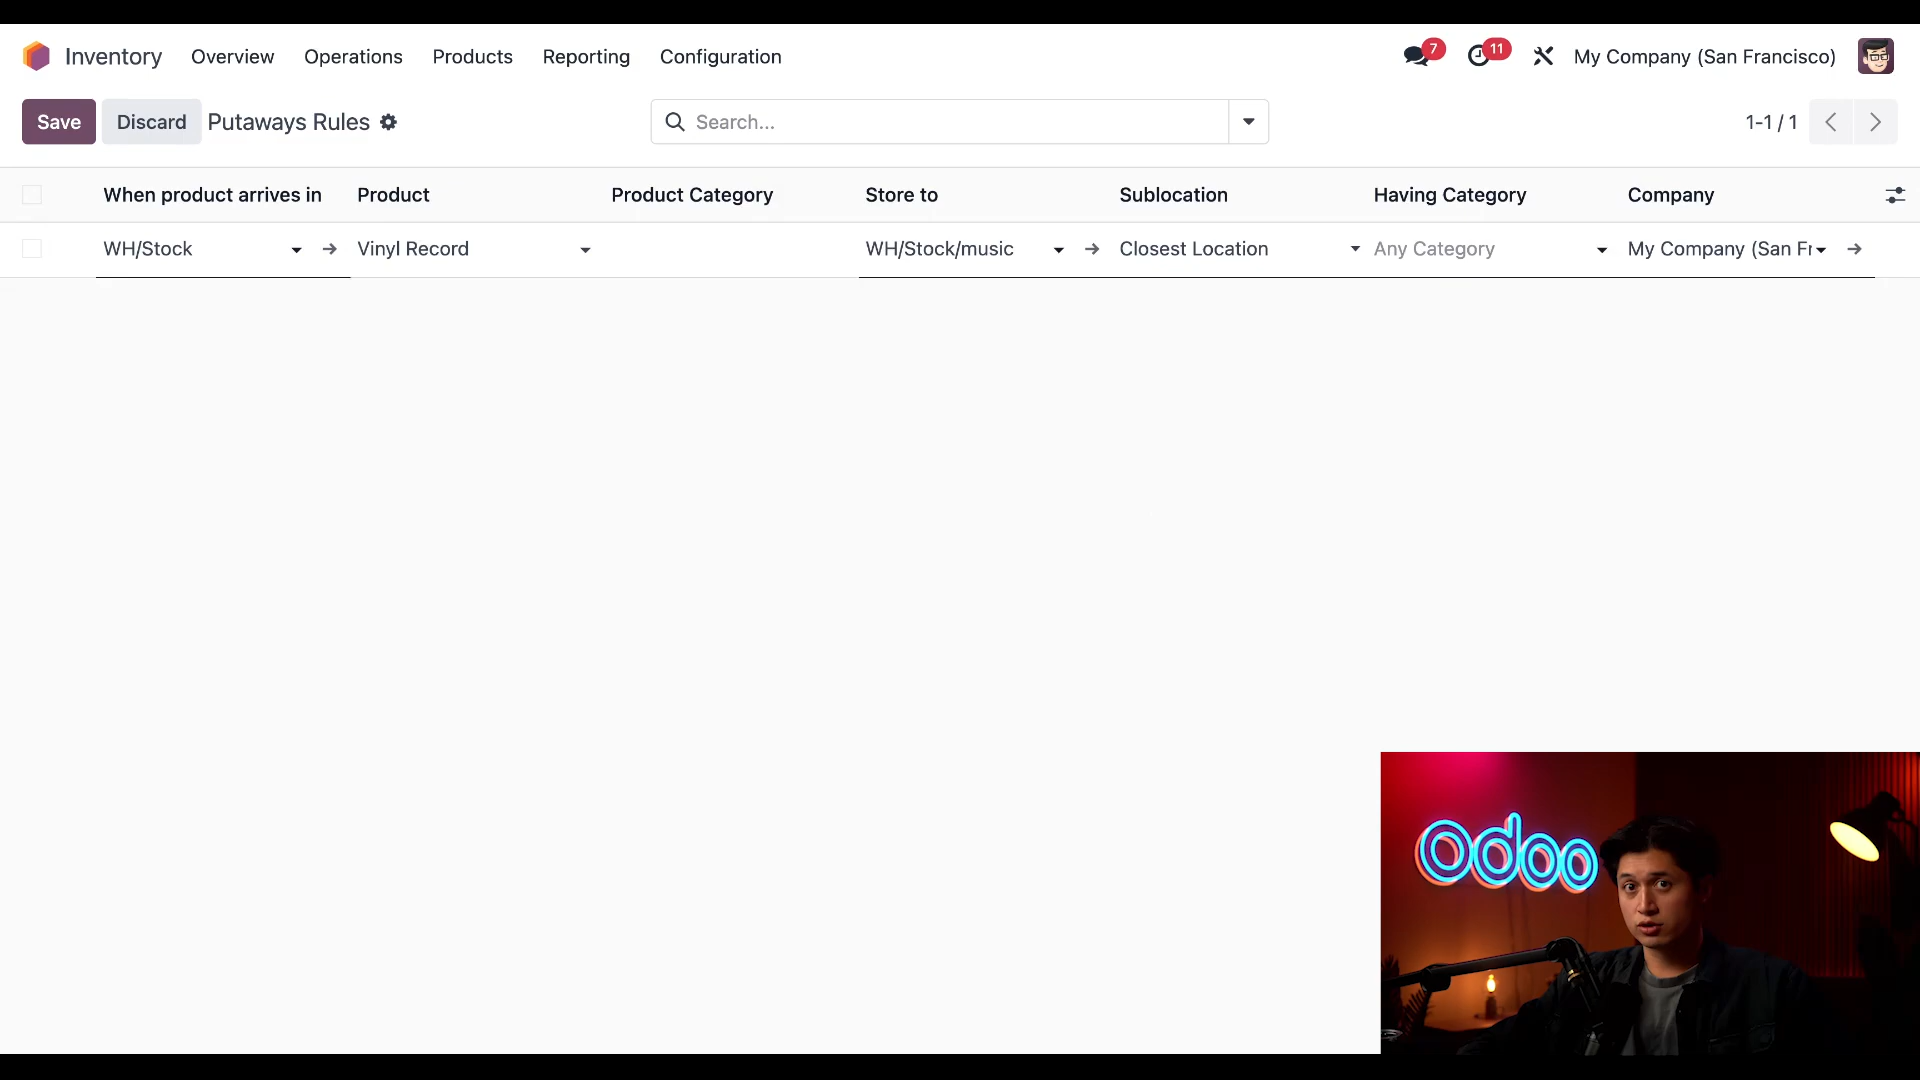 Inventory Overview Operations Products Reporting Configuration 7 11 My Company (San Francisco)
Save Discard Putaways Rules Search... 1-1 / 1
When product arrives in Product Product Category Store to Sublocation Having Category Company
WH/Stock Vinyl Record WH/Stock/music Closest Location Any Category My Company (San Fr
odoo